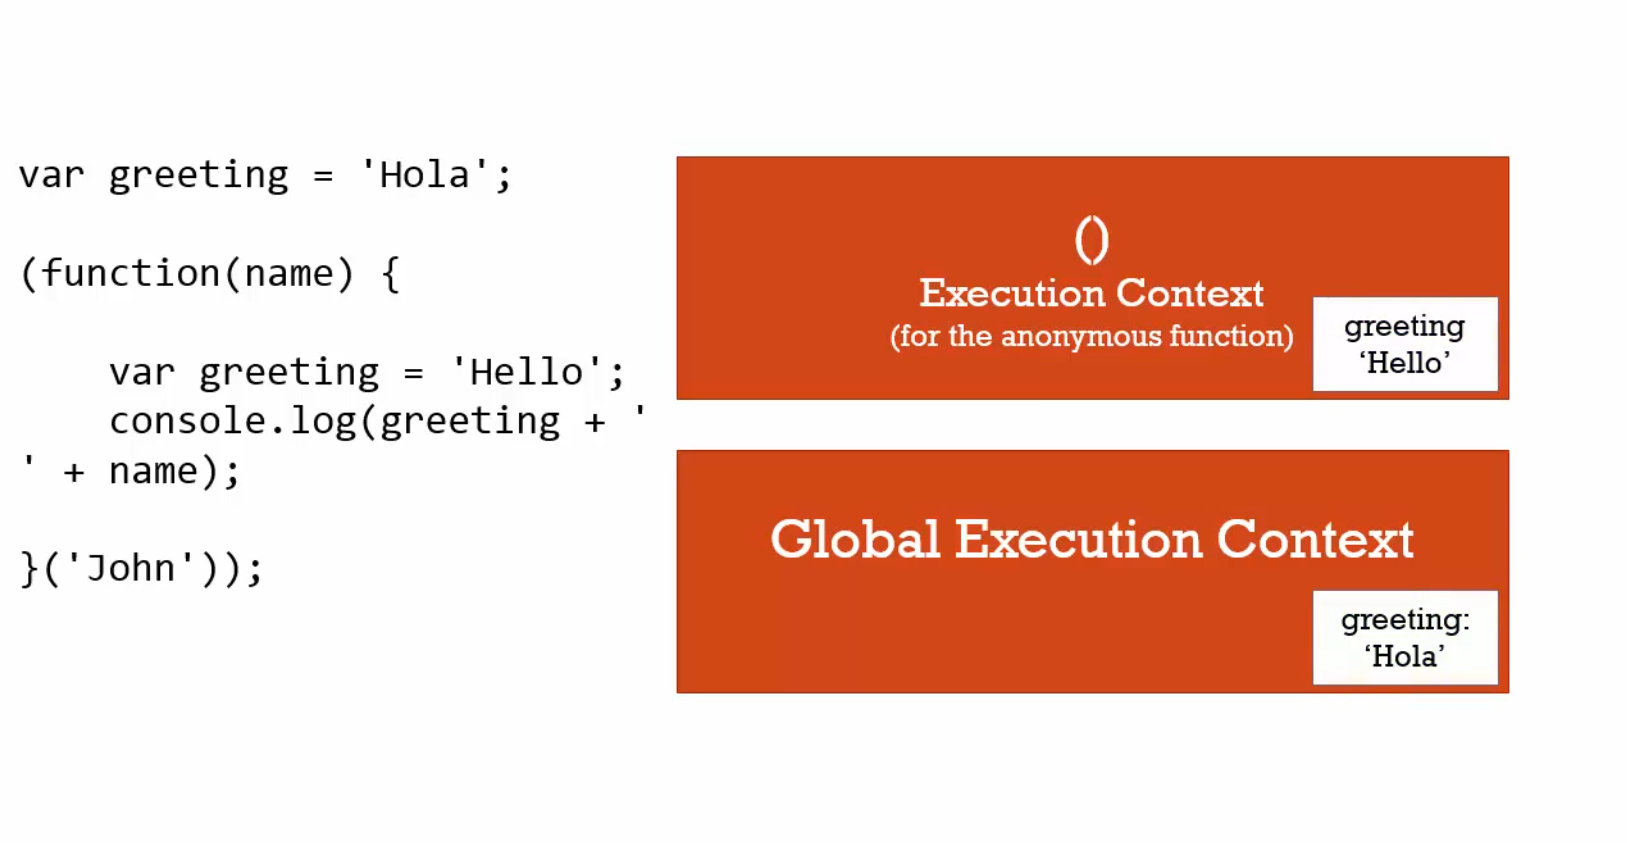 var greeting = 'Hola';
(function(name) {
var greeting = 'Hello';
console.log(greeting + '
' + name);
}('John'));
()
Execution Context
(for the anonymous function)
greeting
‘Hello’
Global Execution Context
greeting:
‘Hola’